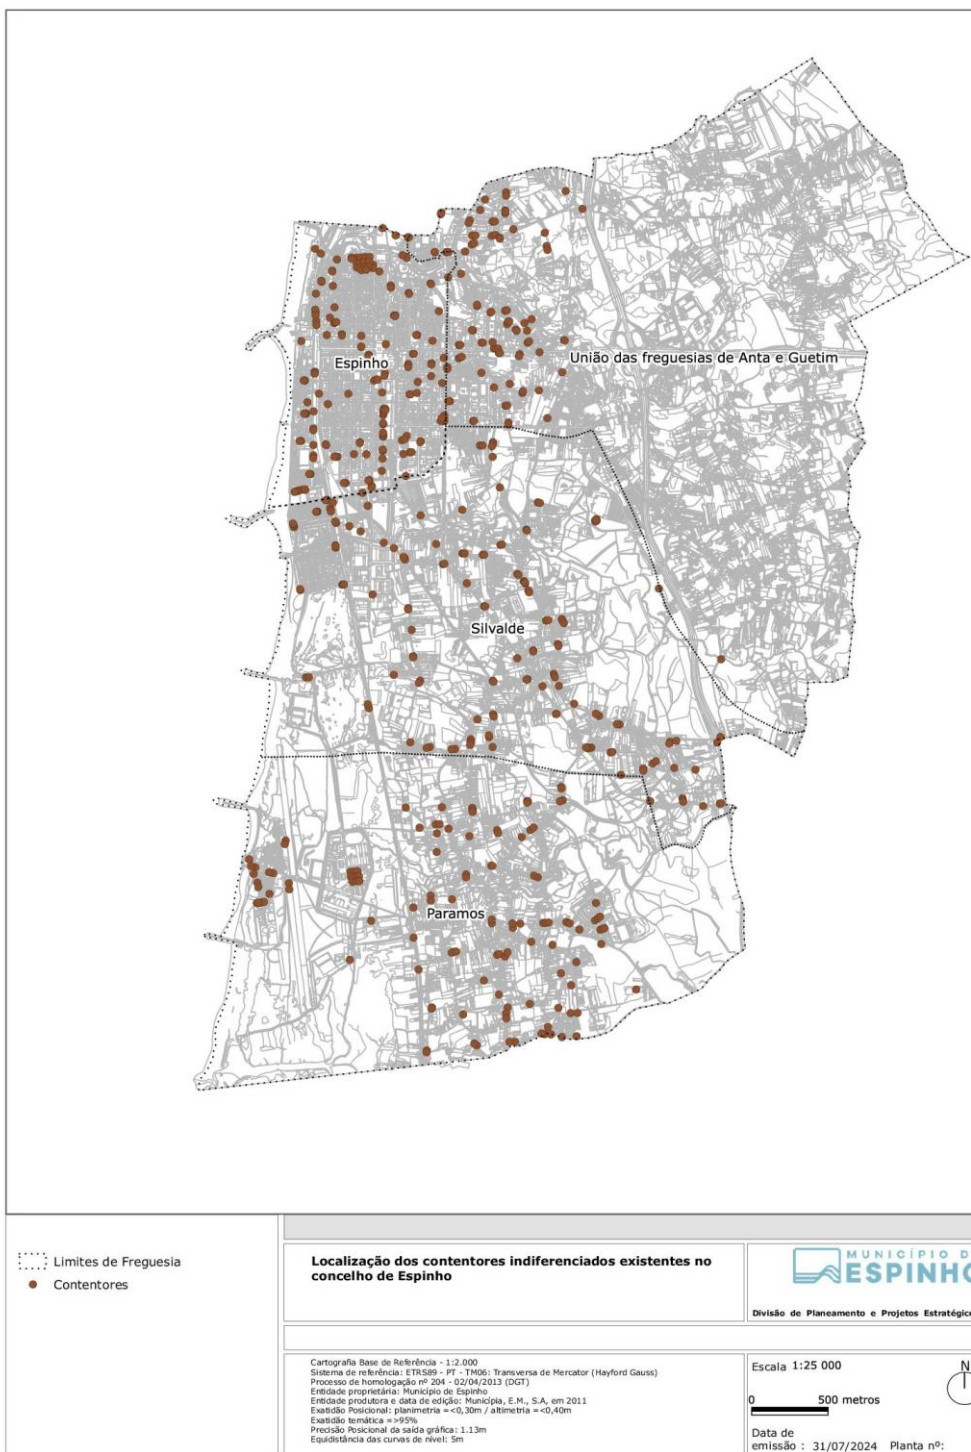 Espinho
União das freguesias de Anta e Guetim
Silvalde
Paramos
Limites de Freguesia
Contentores
Localização dos contentores indiferenciados existentes no
concelho de Espinho
MUNICÍPIO D
ESPINHO
Divisão de Planeamento e Projetos Estratégic
Cartografia Base de Referência - 1:2.000
Sistema de referência: ETRS89 - PT - TM06: Transversa de Mercator (Hayford Gauss)
Processo de homologação nº 204 - 02/04/2013 (DGT)
Entidade proprietária: Município de Espinho
Entidade produtora e data de edição: Municípia, E.M., S.A, em 2011
Exatidão Posicional: planimetria =<0,30m / altimetria =<0,40m
Exatidão temática =>95%
Precisão Posicional da saída gráfica: 1.13m
Equidistância das curvas de nível: 5m
Escala 1:25 000
N
0 500 metros
Data de
emissão : 31/07/2024 Planta nº: